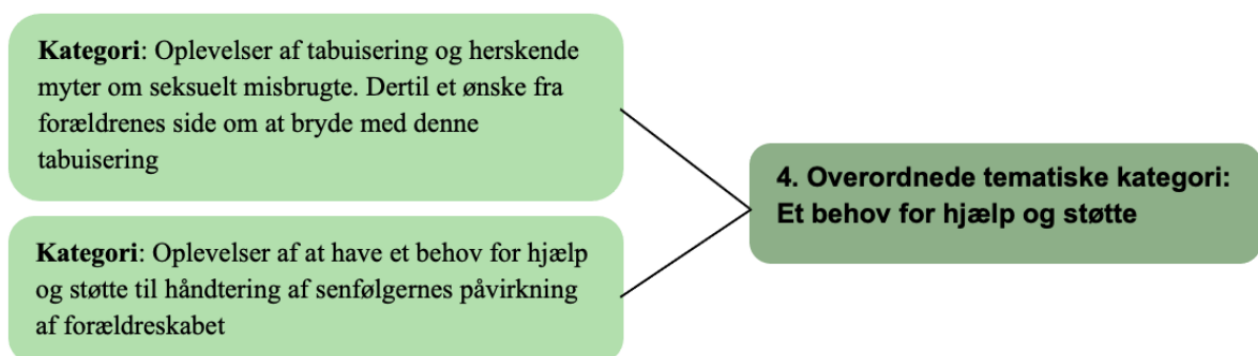 Kategori: Oplevelser af tabuisering og herskende
myter om seksuelt misbrugte. Dertil et ønske fra
forældrenes side om at bryde med denne
tabuisering
Kategori: Oplevelser af at have et behov for hjælp
og støtte til håndtering af senfølgernes påvirkning
af forældreskabet
4. Overordnede tematiske kategori:
Et behov for hjælp og støtte